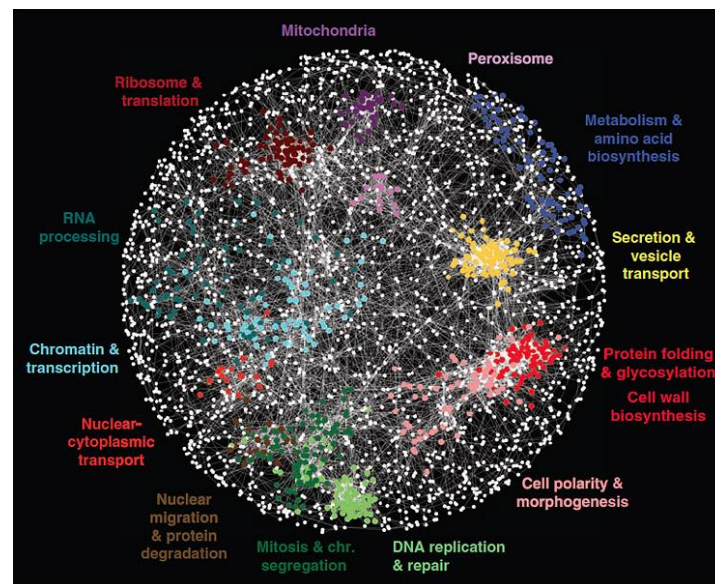 Mitochondria
Peroxisome
Ribosome &
translation
Metabolism &
amino acid
biosynthesis
RNA
processing
Secretion &
vesicle
transport
Chromatin &
transcription
Protein folding
& glycosylation
Cell wall
biosynthesis
Nuclear-
cytoplasmic
transport
Cell polarity &
morphogenesis
Nuclear
migration
& protein
degradation
Mitosis & chr.
segregation
DNA replication
& repair